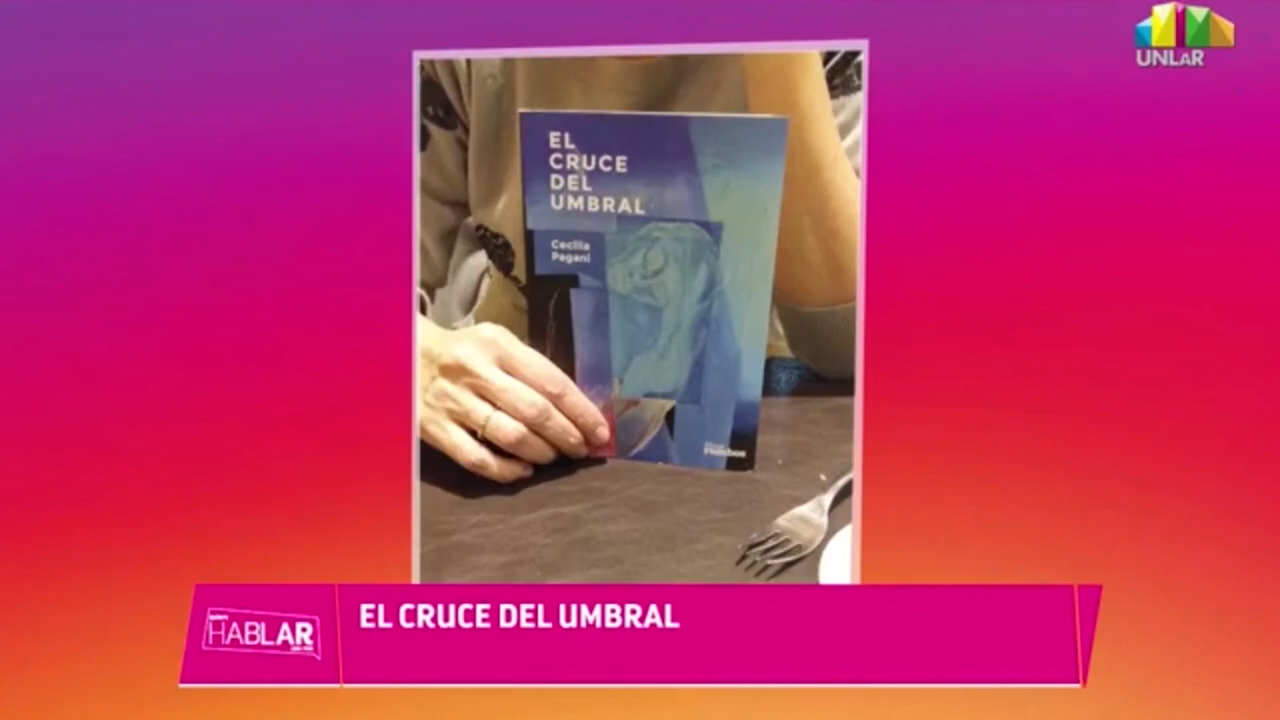 UNLaR
EL
CRUCE
DEL
UMBRAL
Cecilia
Pagani
HABLAR
EL CRUCE DEL UMBRAL